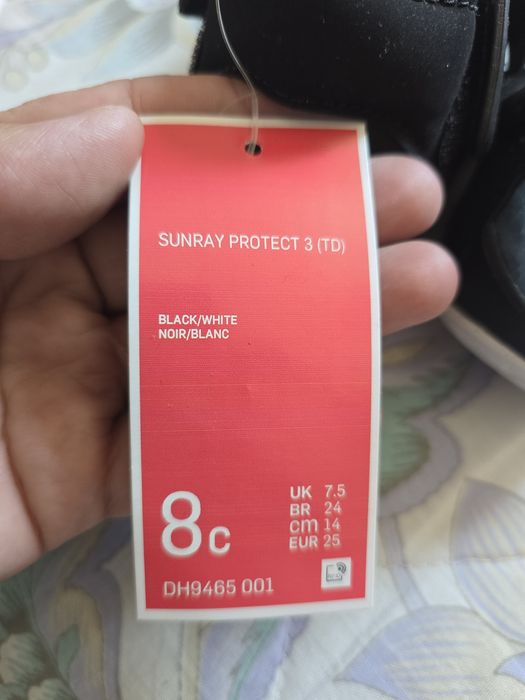 SUNRAY PROTECT 3 (TD)
BLACK/WHITE
NOIR/BLANC
8C
UK 7.5
BR 24
cm 14
EUR 25
DH9465 001